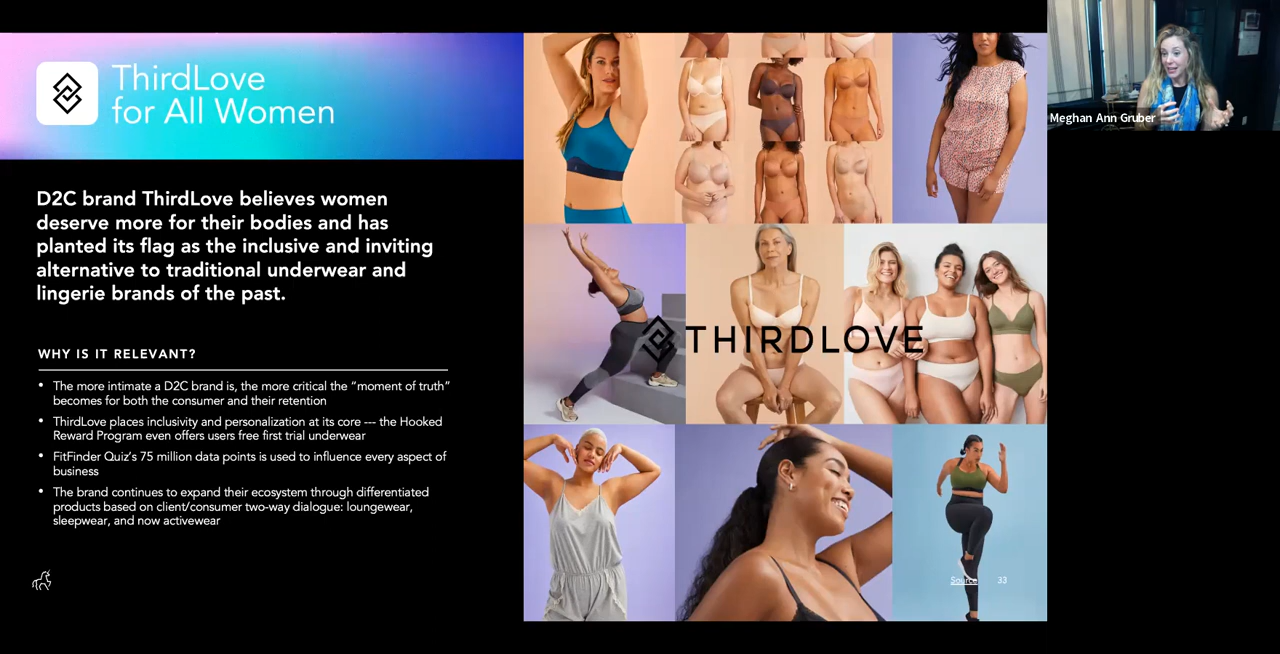 ThirdLove
for All Women
D2C brand ThirdLove believes women
deserve more for their bodies and has
planted its flag as the inclusive and inviting
alternative to traditional underwear and
lingerie brands of the past.
WHY IS IT RELEVANT?
• The more intimate a D2C brand is, the more critical the “moment of truth”
becomes for both the consumer and their retention
• ThirdLove places inclusivity and personalization at its core --- the Hooked
Reward Program even offers users free first trial underwear
• FitFinder Quiz’s 75 million data points is used to influence every aspect of
business
• The brand continues to expand their ecosystem through differentiated
products based on client/consumer two-way dialogue: loungewear,
sleepwear, and now activewear
THIRDLOVE
Source 33
Meghan Ann Gruber